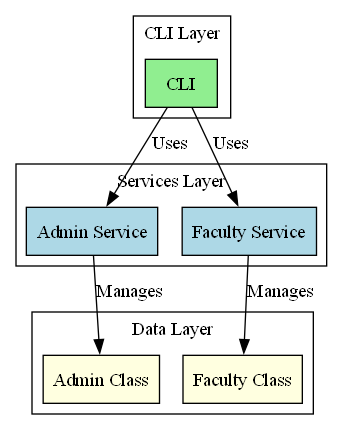 CLI Layer
CLI
Uses Uses
Services Layer
Admin Service Faculty Service
Manages Manages
Data Layer
Admin Class Faculty Class